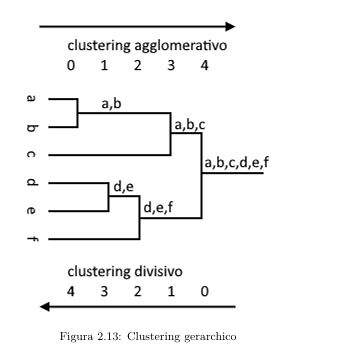 clustering agglomerativo
0 1 2 3 4
a
a,b
b
a,b,c
c
a,b,c,d,e,f
d
d,e
e
d,e,f
f
clustering divisivo
4 3 2 1 0
Figura 2.13: Clustering gerarchico